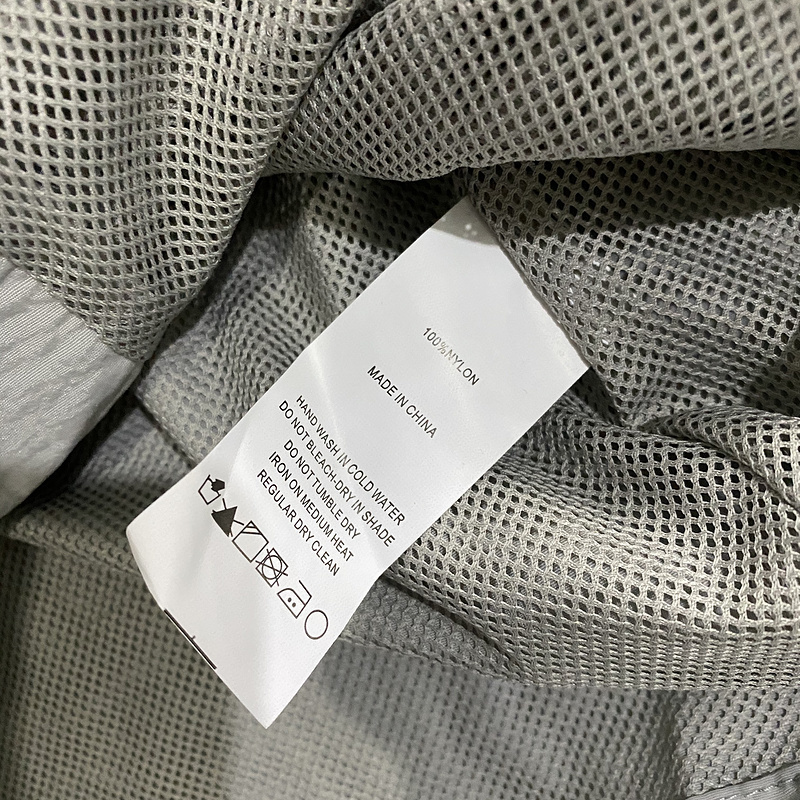 100%NYLON
MADE IN CHINA
HAND WASH IN COLD WATER
DO NOT BLEACH-DRY IN SHADE
DO NOT TUMBLE DRY
IRON ON MEDIUM HEAT
REGULAR DRY CLEAN